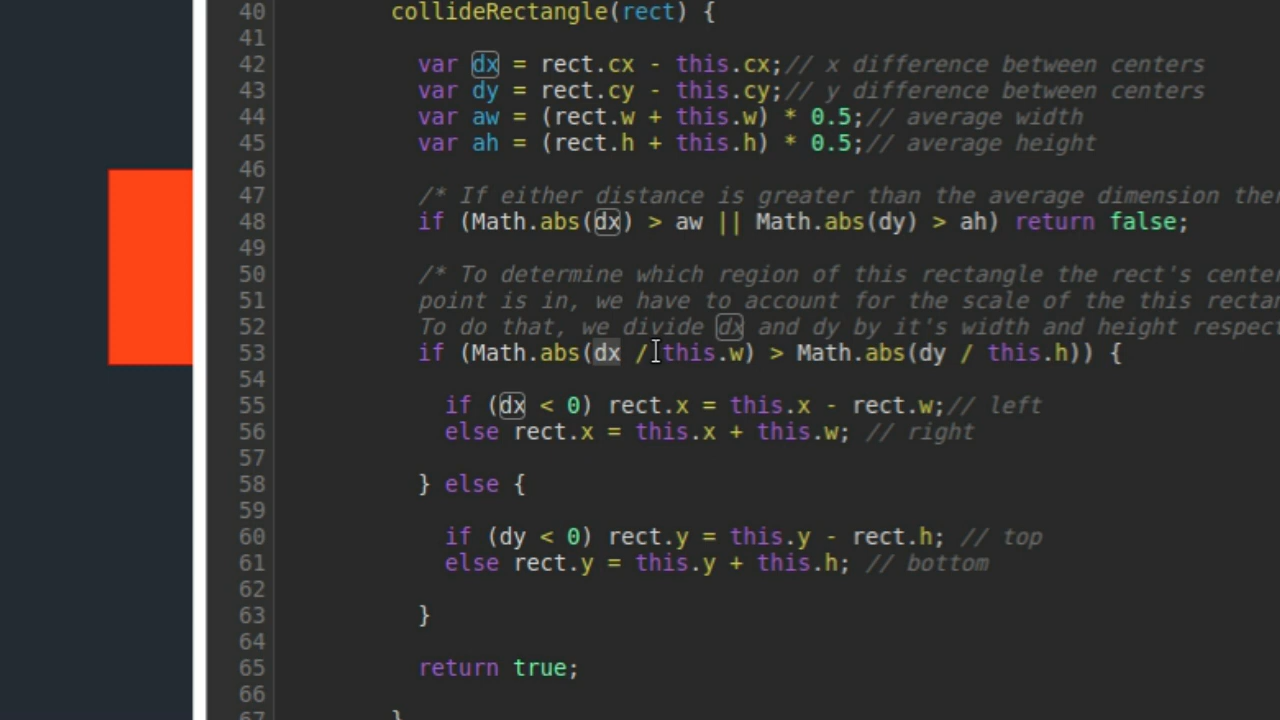 40 collideRectangle(rect) {
41
42 var dx = rect.cx - this.cx;// x difference between centers
43 var dy = rect.cy - this.cy;// y difference between centers
44 var aw = (rect.w + this.w) * 0.5;// average width
45 var ah = (rect.h + this.h) * 0.5;// average height
46
47 /* If either distance is greater than the average dimension
48 if (Math.abs(dx) > aw || Math.abs(dy) > ah) return false;
49
50 /* To determine which region of this rectangle the rect's
51 point is in, we have to account for the scale of the this
52 To do that, we divide dx and dy by it's width and height
53 if (Math.abs(dx / this.w) > Math.abs(dy / this.h)) {
54
55 if (dx < 0) rect.x = this.x - rect.w;// left
56 else rect.x = this.x + this.w; // right
57
58 } else {
59
60 if (dy < 0) rect.y = this.y - rect.h; // top
61 else rect.y = this.y + this.h; // bottom
62
63 }
64
65 return true;
66
67 }